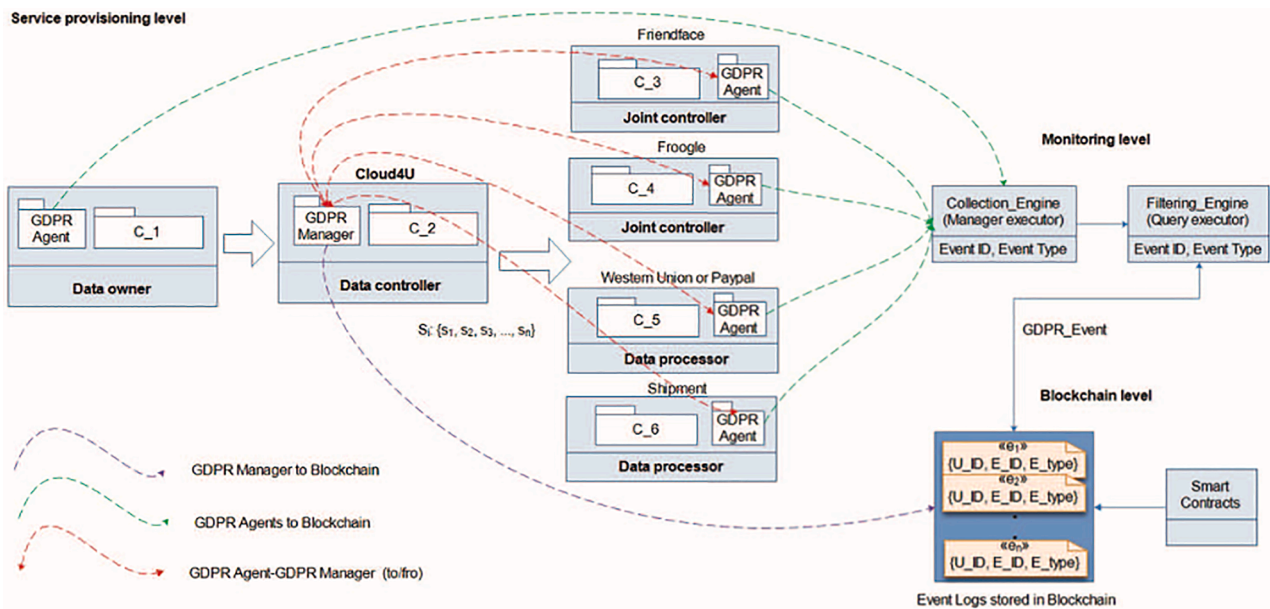 Service provisioning level
Friendface
C_3
GDPR
Agent
Joint controller
Monitoring level
Froogle
C_4
GDPR
Agent
Joint controller
Cloud4U
GDPR
Agent
C_1
Data owner
GDPR
Manager
C_2
Data controller
Collection_Engine
(Manager executor)
Event ID, Event Type
Filtering_Engine
(Query executor)
Event ID, Event Type
Western Union or Paypal
C_5
GDPR
Agent
Data processor
Si: {s1, s2, s3, ..., sn}
GDPR_Event
Shipment
C_6
GDPR
Agent
Data processor
Blockchain level
«e1»
{U_ID, E_ID, E_type}
«e2»
{U_ID, E_ID, E_type}
.
.
«en»
{U_ID, E_ID, E_type}
Smart
Contracts
Event Logs stored in Blockchain
GDPR Manager to Blockchain
GDPR Agents to Blockchain
GDPR Agent-GDPR Manager (to/fro)